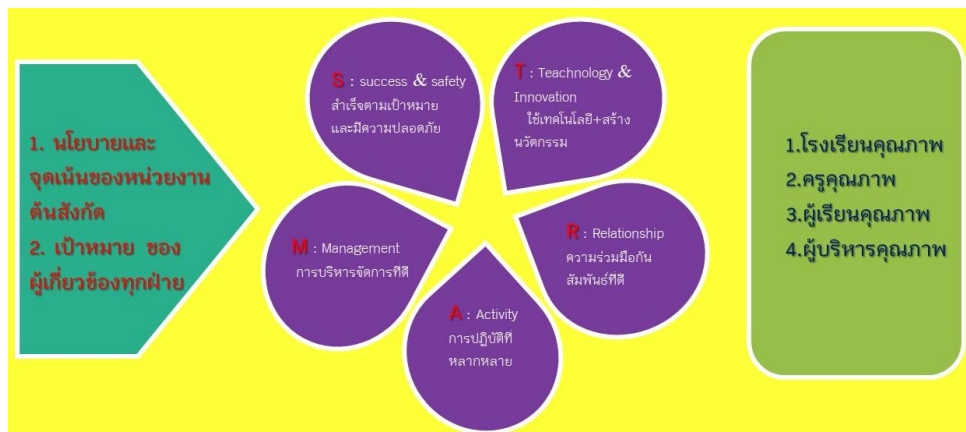 1. นโยบายและ
จุดเน้นของหน่วยงาน
ต้นสังกัด
2. เป้าหมาย ของ
ผู้เกี่ยวข้องทุกฝ่าย
S : success & safety
สำเร็จตามเป้าหมาย
และมีความปลอดภัย
T : Teachnology &
Innovation
ใช้เทคโนโลยี+สร้าง
นวัตกรรม
M : Management
การบริหารจัดการที่ดี
R : Relationship
ความร่วมมือกัน
สัมพันธ์ที่ดี
A : Activity
การปฏิบัติที่
หลากหลาย
1.โรงเรียนคุณภาพ
2.ครูคุณภาพ
3.ผู้เรียนคุณภาพ
4.ผู้บริหารคุณภาพ